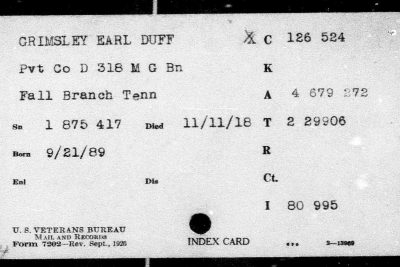 GRIMSLEY EARL DUFF X C 126 524
Pvt Co D 318 M G Bn K
Fall Branch Tenn A 4 679 272
Sn 1 875 417 Died 11/11/18 T 2 29906
Born 9/21/89 R
Enl Dis Ct.
I 80 995
U. S. VETERANS BUREAU
MAIL AND RECORDS
Form 7202—Rev. Sept., 1926 INDEX CARD 2—13969